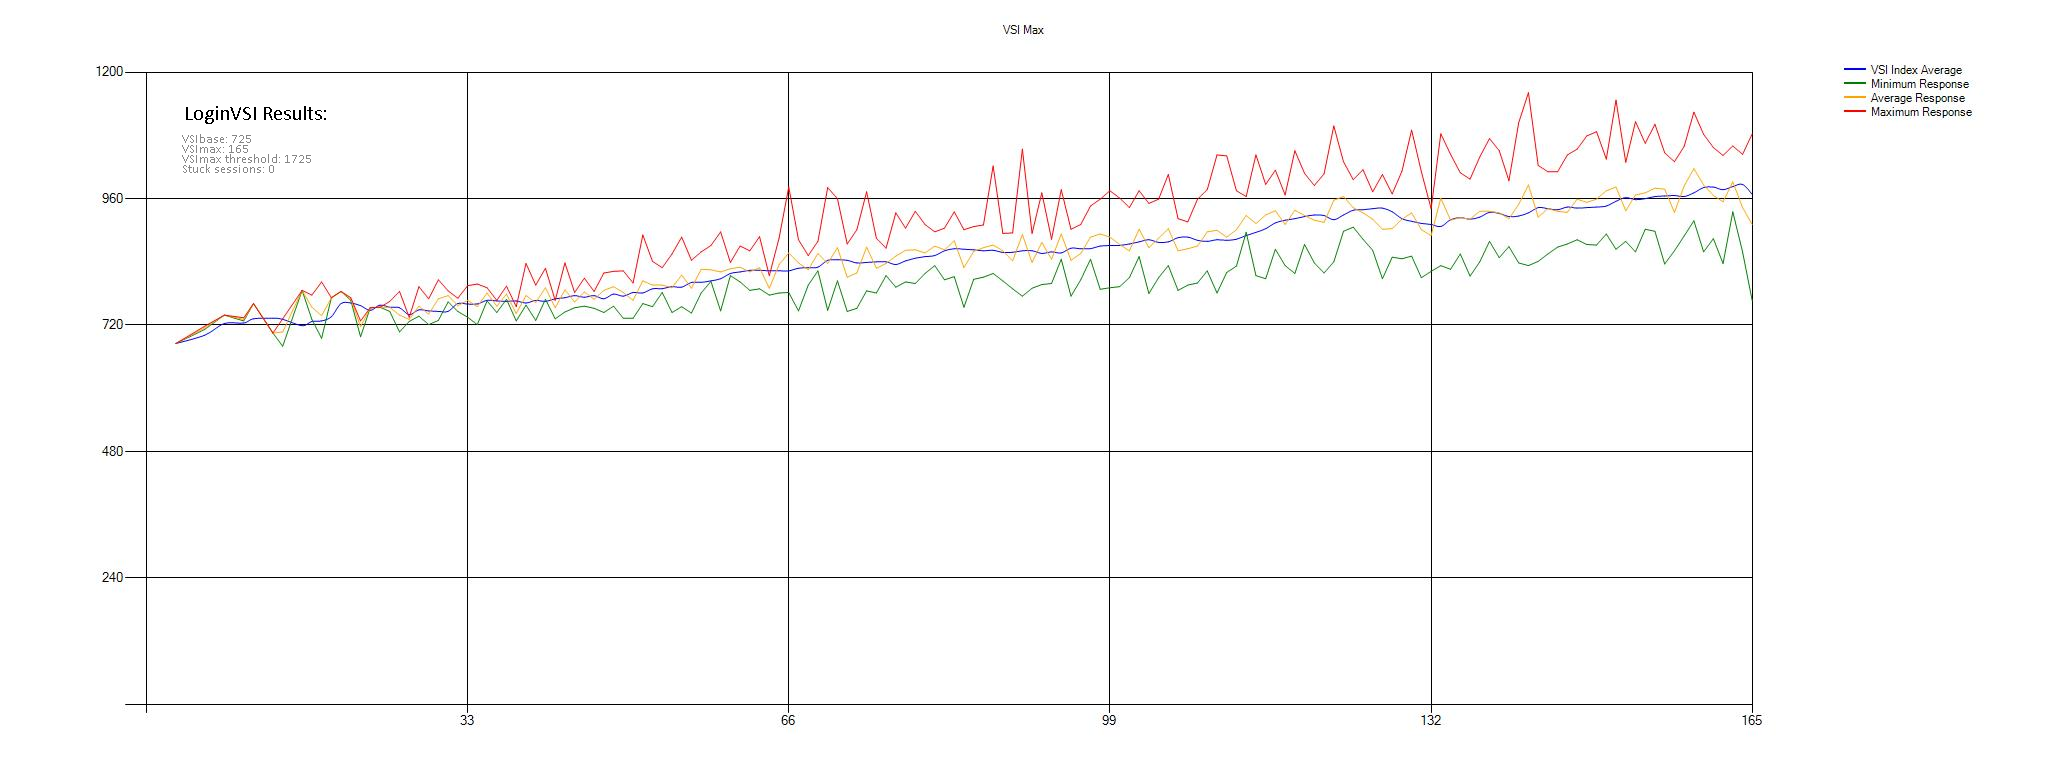 VSI Max
1200
960
720
480
240
LoginVSI Results:
VSIbase: 725
VSImax: 165
VSImax threshold: 1725
Stuck sessions: 0
VSI Index Average
Minimum Response
Average Response
Maximum Response
33
66
99
132
165